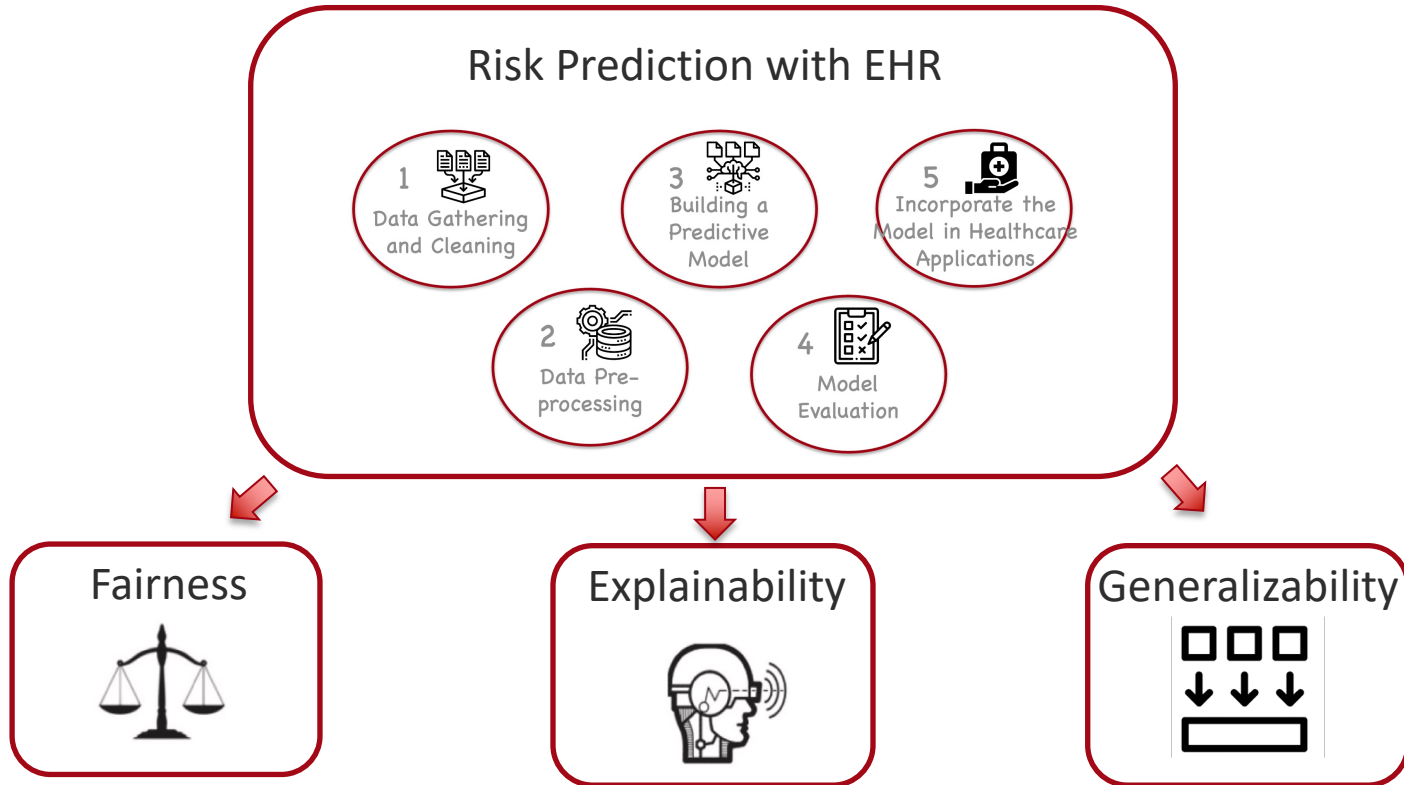 Risk Prediction with EHR
1
Data Gathering
and Cleaning
2
Data Pre-
processing
3
Building a
Predictive
Model
4
Model
Evaluation
5
Incorporate the
Model in Healthcare
Applications
Fairness
Explainability
Generalizability